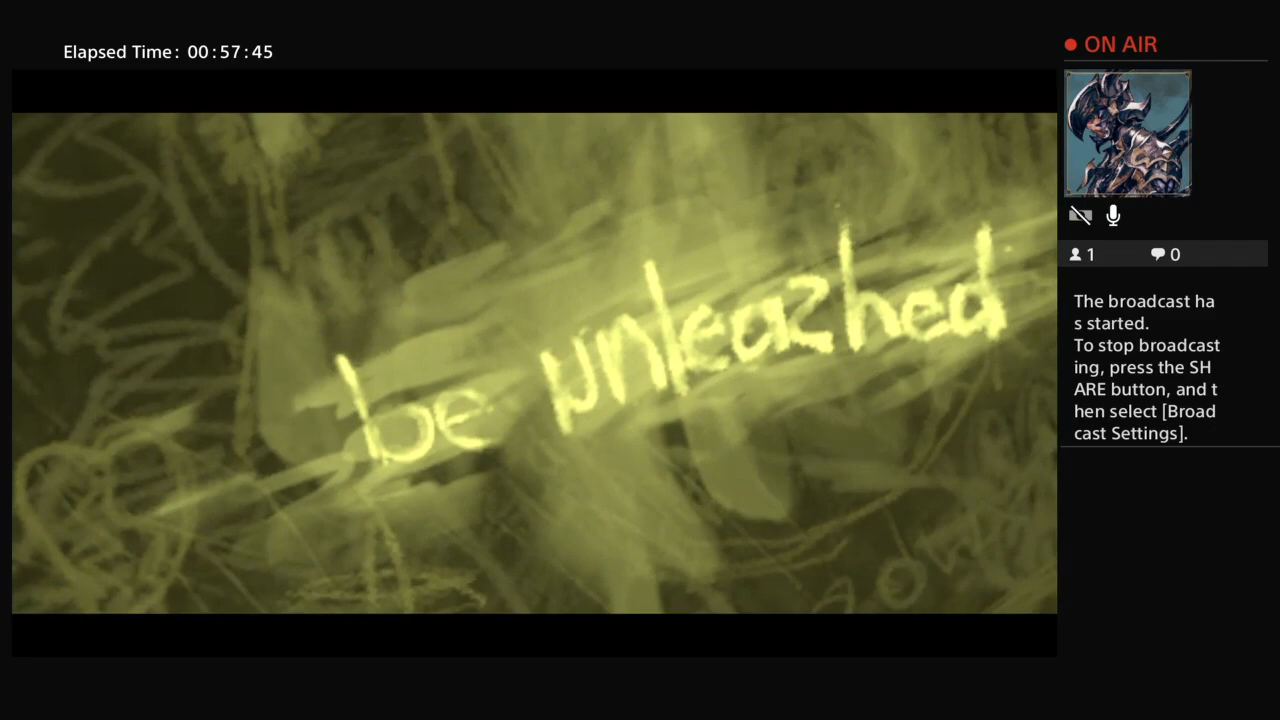 Elapsed Time: 00:57:45
ON AIR
1 0
be unleashed
The broadcast ha
s started.
To stop broadcast
ing, press the SH
ARE button, and t
hen select [Broad
cast Settings].